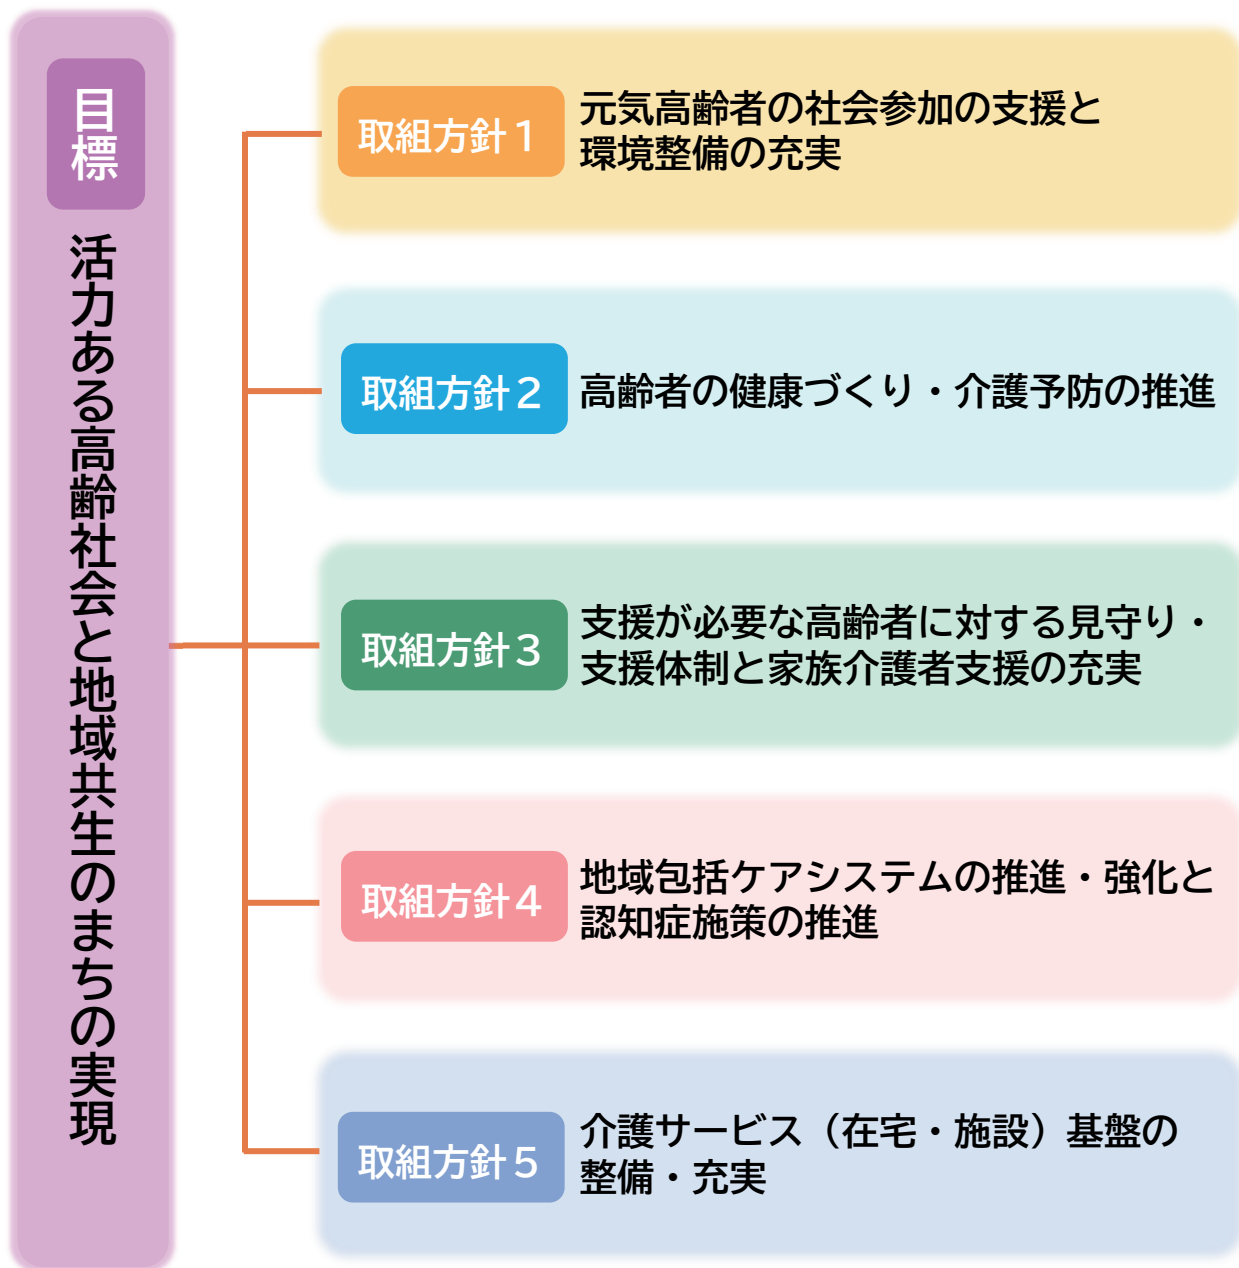 目標
活力ある高齢社会と地域共生のまちの実現
取組方針1
元気高齢者の社会参加の支援と
環境整備の充実
取組方針2
高齢者の健康づくり・介護予防の推進
取組方針3
支援が必要な高齢者に対する見守り・
支援体制と家族介護者支援の充実
取組方針4
地域包括ケアシステムの推進・強化と
認知症施策の推進
取組方針5
介護サービス（在宅・施設）基盤の
整備・充実